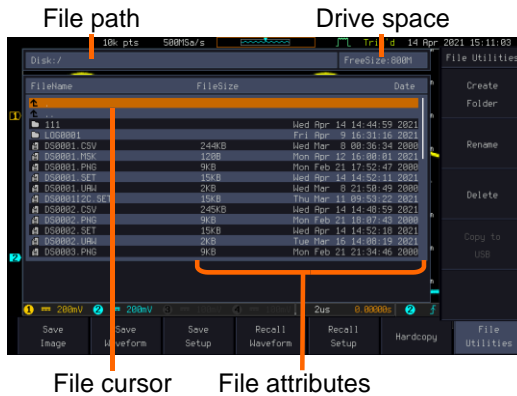 File path
Drive space
10k pts 500MSa/s Trig'd 14 Apr 2021 15:11:03
Disk:/ FreeSize:800M File Utilities
FileName FileSize Date
.
..
111 Wed Apr 14 14:44:59 2021
LOG0001 Fri Apr 9 16:31:16 2021
DS0001.CSV 244KB Wed Mar 8 00:36:34 2000
DS0001.MSK 128B Mon Apr 12 16:00:01 2021
DS0001.PNG 9KB Mon Feb 21 17:52:47 2000
DS0001.SET 15KB Wed Apr 14 14:52:11 2021
DS0001.URW 2KB Wed Mar 8 21:50:49 2000
DS0001I2C.SET 15KB Thu Mar 11 09:53:22 2021
DS0002.CSV 245KB Wed Apr 14 14:48:59 2021
DS0002.PNG 9KB Mon Feb 21 18:07:43 2000
DS0002.SET 15KB Wed Apr 14 14:52:18 2021
DS0002.URW 2KB Tue Mar 16 14:08:19 2021
DS0003.PNG 9KB Mon Feb 21 21:34:46 2000
Create
Folder
Rename
Delete
Copy to
USB
1 200mV 2 200mV 2us 0.00000s 2
Save
Image
Save
Waveform
Save
Setup
Recall
Waveform
Recall
Setup
Hardcopy
File
Utilities
File cursor
File attributes